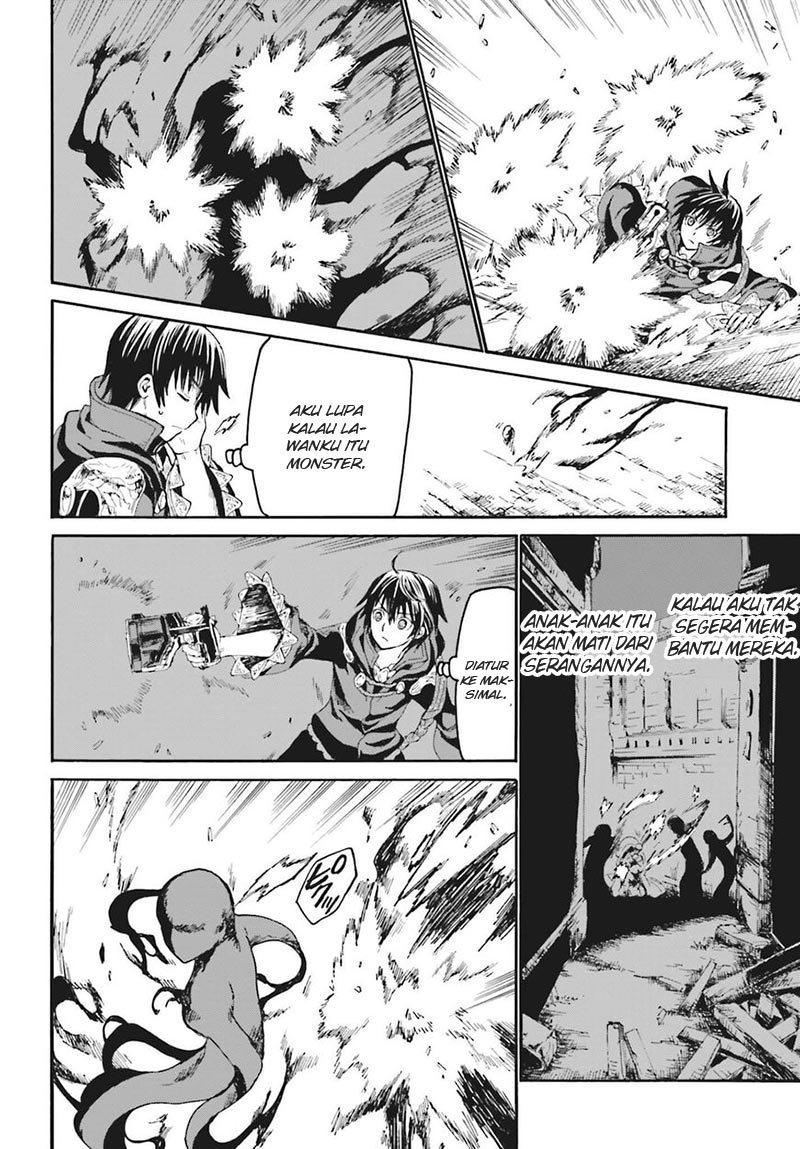 AKU LUPA
KALAU LA-
WANKU ITU
MONSTER.
KALAU AKU TAK
SEGERA MEM-
BANTU MEREKA.
ANAK-ANAK ITU
AKAN MATI DARI
SERANGANNYA.
DIATUR
KE MAK-
SIMAL.